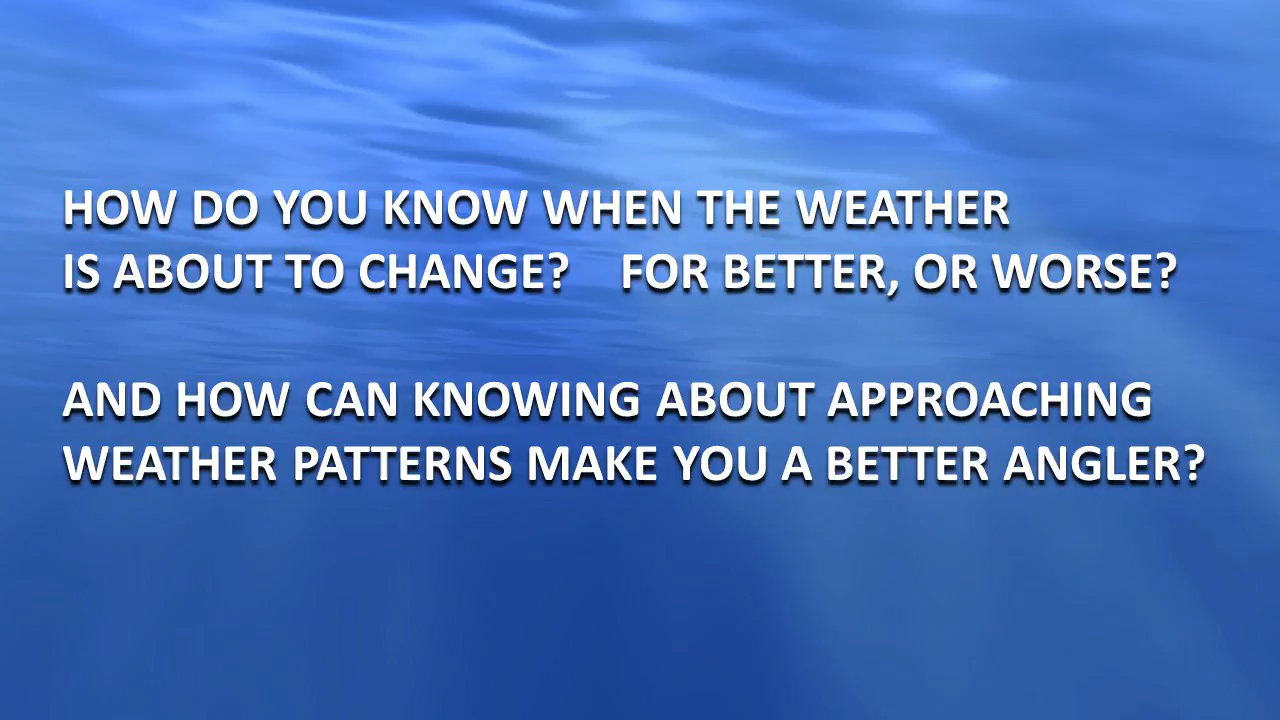 HOW DO YOU KNOW WHEN THE WEATHER
IS ABOUT TO CHANGE? FOR BETTER, OR WORSE?
AND HOW CAN KNOWING ABOUT APPROACHING
WEATHER PATTERNS MAKE YOU A BETTER ANGLER?